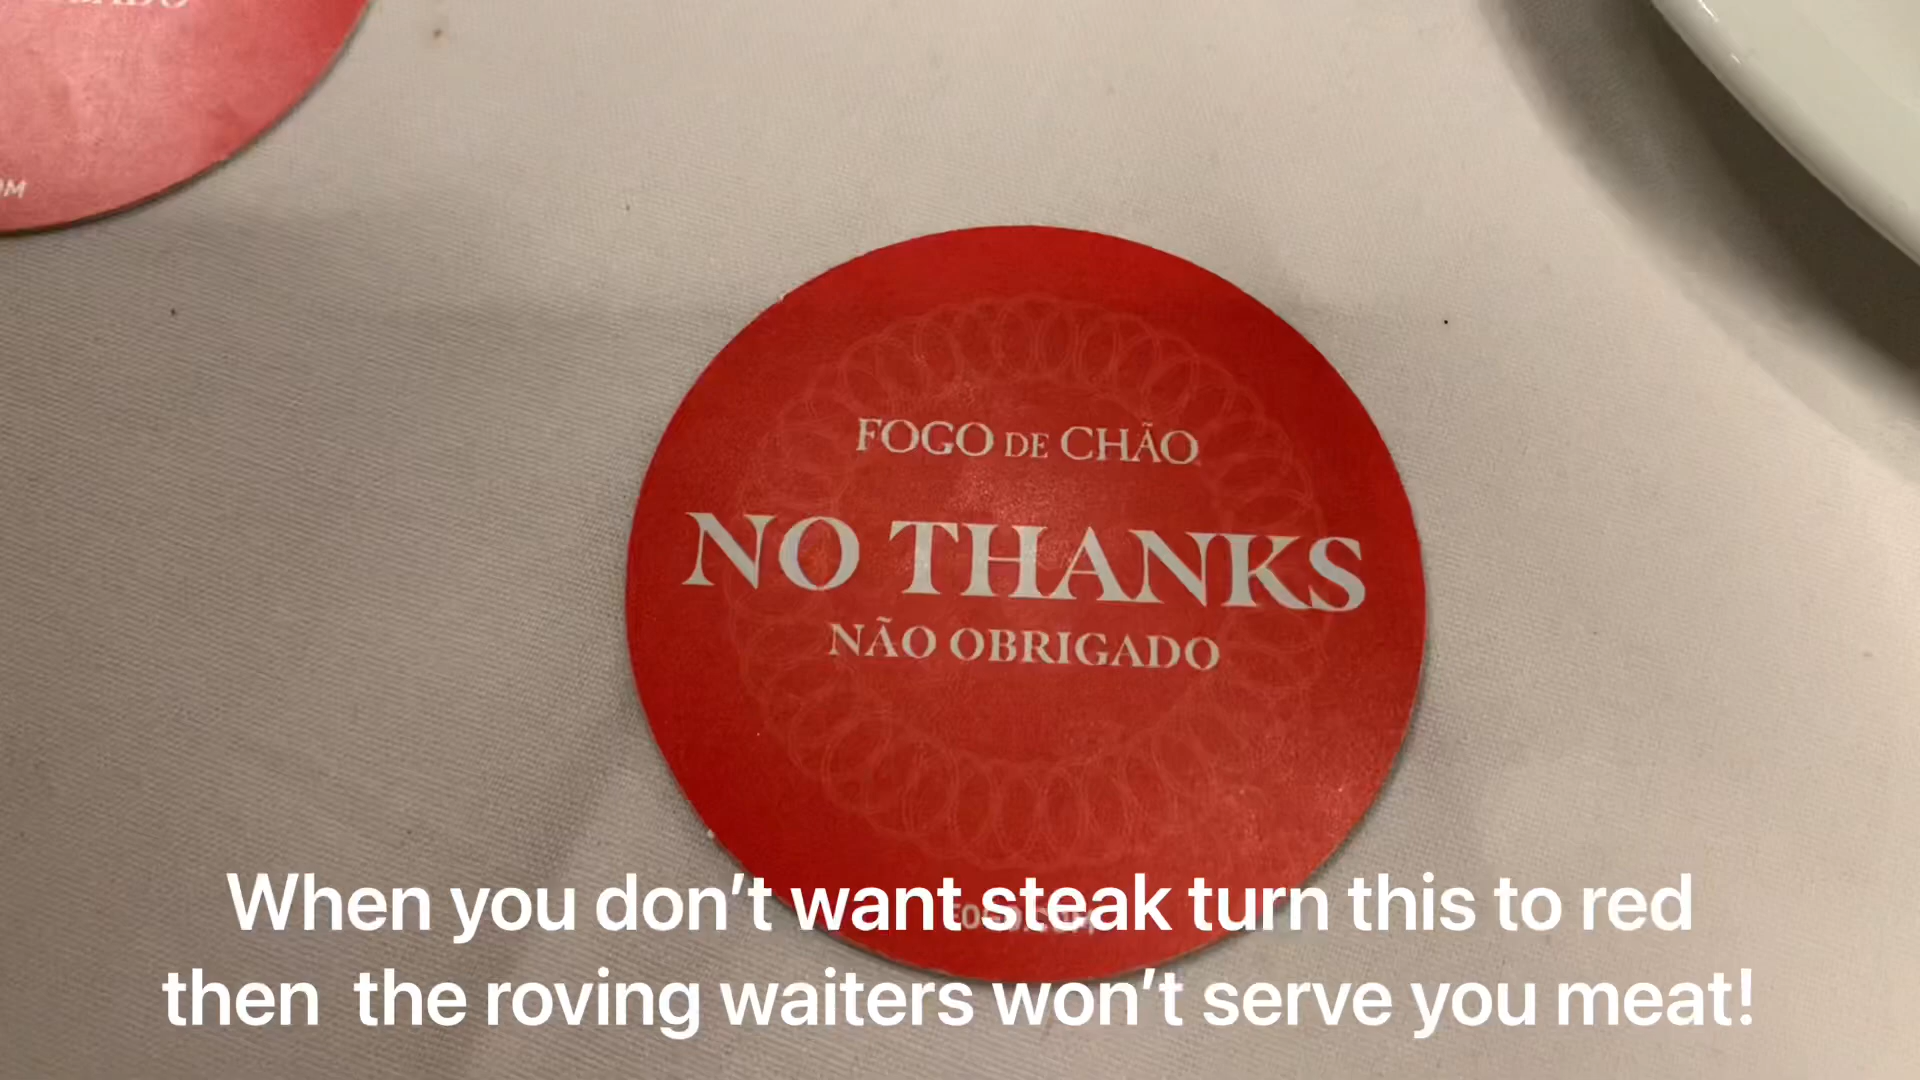 FOGO DE CHÃO
NO THANKS
NÃO OBRIGADO
When you don’t want steak turn this to red
then  the roving waiters won’t serve you meat!